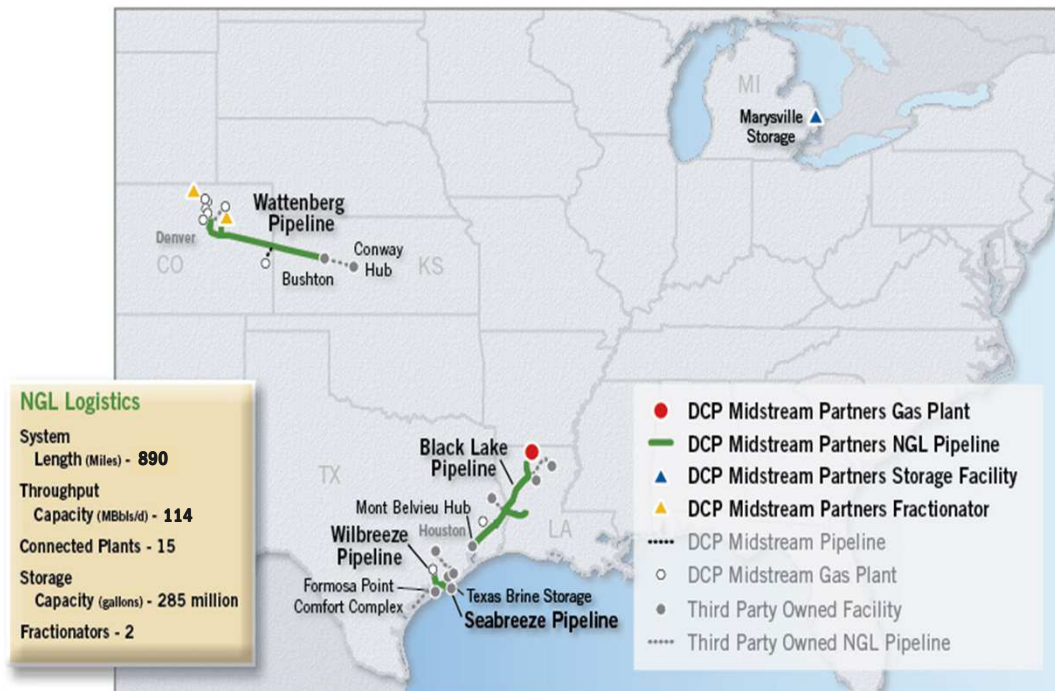 MI
Marysville
Storage
Wattenberg
Pipeline
Denver
CO
Conway
Hub
KS
Bushton
NGL Logistics
System
Length (Miles) - 890
Throughput
Capacity (MBbls/d) - 114
Connected Plants - 15
Storage
Capacity (gallons) - 285 million
Fractionators - 2
TX
Black Lake
Pipeline
Mont Belvieu Hub
Houston
LA
Wilbreeze
Pipeline
Formosa Point
Comfort Complex
Texas Brine Storage
Seabreeze Pipeline
DCP Midstream Partners Gas Plant
DCP Midstream Partners NGL Pipeline
DCP Midstream Partners Storage Facility
DCP Midstream Partners Fractionator
DCP Midstream Pipeline
DCP Midstream Gas Plant
Third Party Owned Facility
Third Party Owned NGL Pipeline